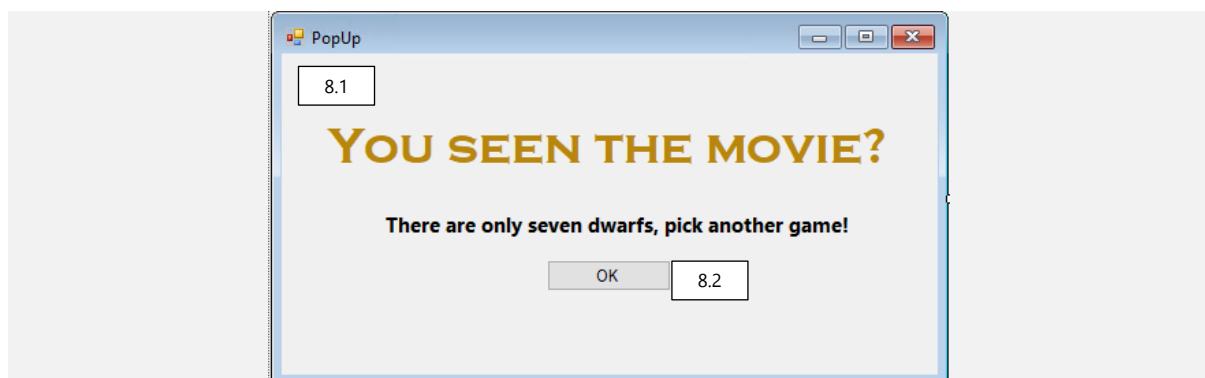 PopUp
8.1
YOU SEEN THE MOVIE?
There are only seven dwarfs, pick another game!
OK
8.2